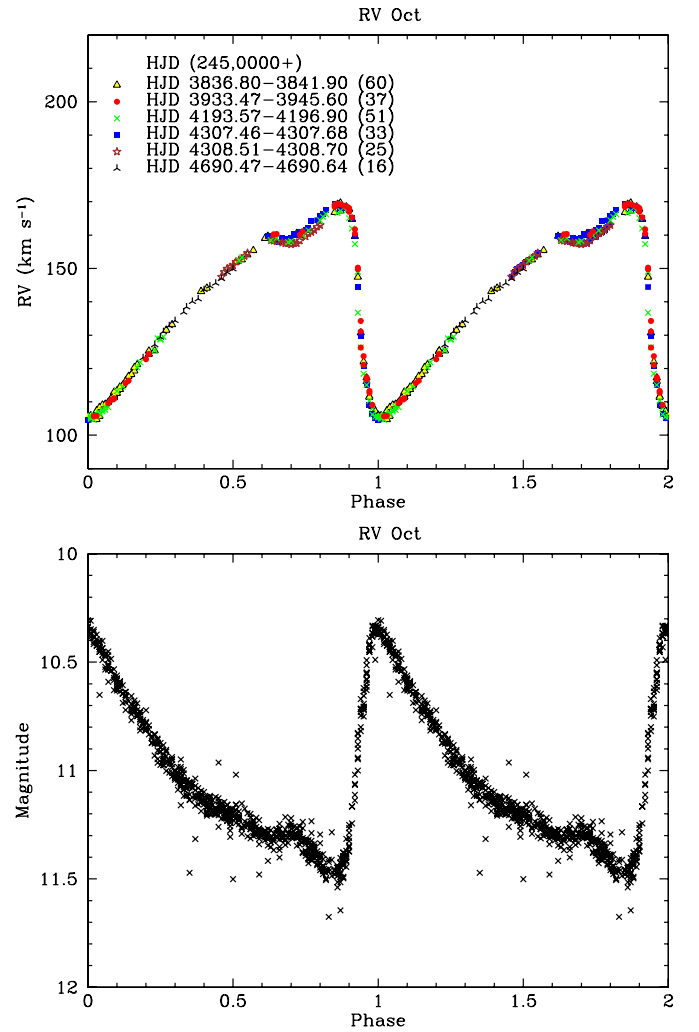 RV Oct
HJD (245,0000+)
HJD 3836.80−3841.90 (60)
HJD 3933.47−3945.60 (37)
HJD 4193.57−4196.90 (51)
HJD 4307.46−4307.68 (33)
HJD 4308.51−4308.70 (25)
HJD 4690.47−4690.64 (16)
200
150
100
RV (km s⁻¹)
0
0.5
1
1.5
2
Phase
RV Oct
10
10.5
11
11.5
12
Magnitude
0
0.5
1
1.5
2
Phase